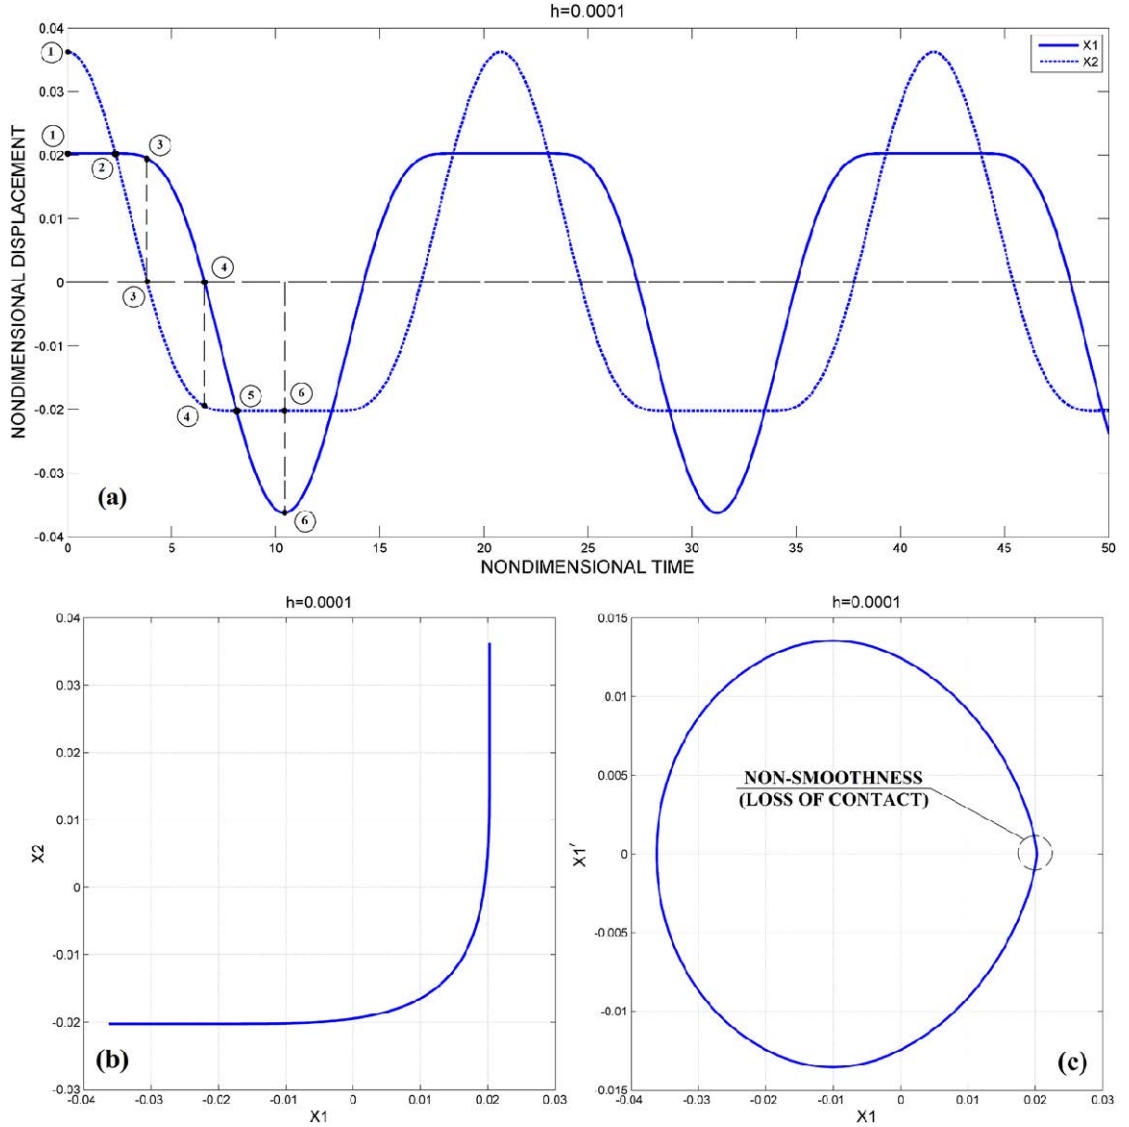 h=0.0001
0.04
0.03
0.02
0.01
0
-0.01
-0.02
-0.03
-0.04
NONDIMENSIONAL DISPLACEMENT
X1
X2
1
1
2
3
3
4
4
5
6
6
(a)
0 5 10 15 20 25 30 35 40 45 50
NONDIMENSIONAL TIME
h=0.0001
0.04
0.03
0.02
0.01
0
-0.01
-0.02
-0.03
X2
(b)
-0.04 -0.03 -0.02 -0.01 0 0.01 0.02 0.03
X1
h=0.0001
0.015
0.01
0.005
0
-0.005
-0.01
0.015
X1′
NON-SMOOTHNESS
(LOSS OF CONTACT)
(c)
-0.04 -0.03 -0.02 -0.01 0 0.01 0.02 0.03
X1